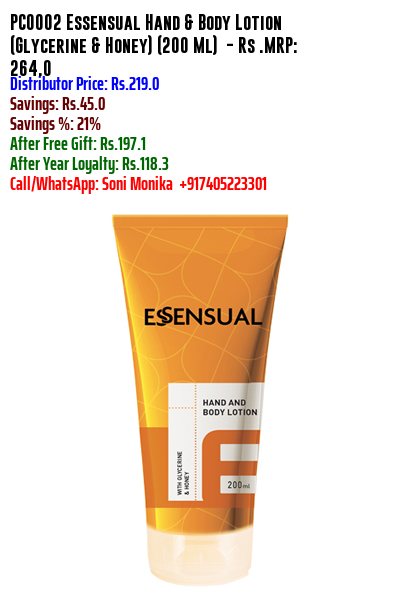 PC0002 Essensual Hand & Body Lotion
(Glycerine & Honey) (200 Ml) - Rs .MRP:
264.0
Distributor Price: Rs.219.0
Savings: Rs.45.0
Savings %: 21%
After Free Gift: Rs.197.1
After Year Loyalty: Rs.118.3
Call/WhatsApp: Soni Monika +917405223301
ESSENSUAL
HAND AND
BODY LOTION
WITH GLYCERINE
& HONEY
E
200ml